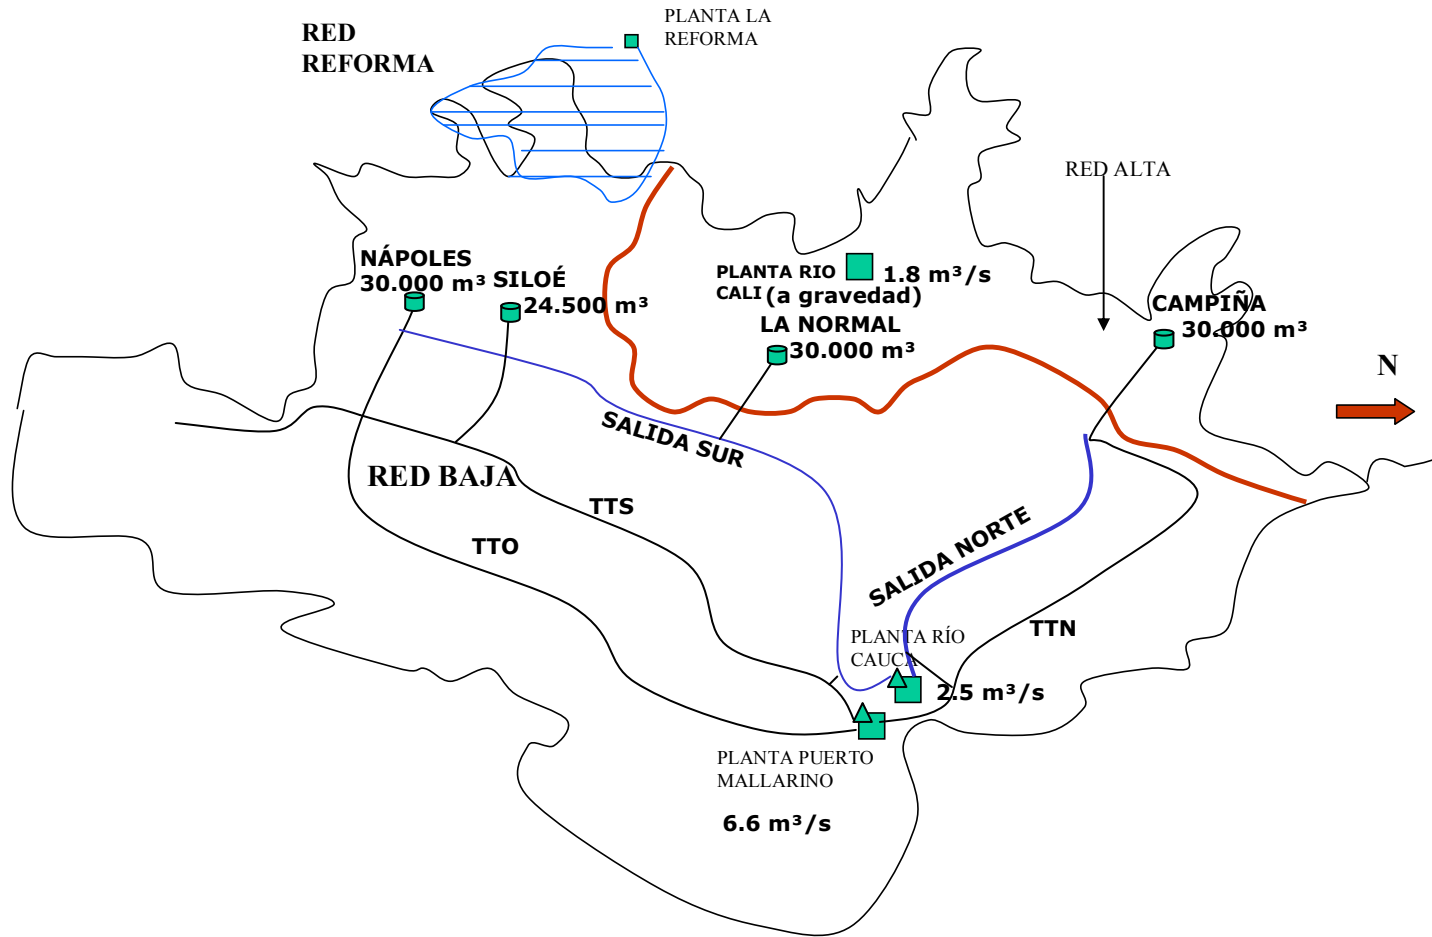 PLANTA LA
REFORMA
RED
REFORMA
RED ALTA
NÁPOLES
30.000 m³
SILOÉ
24.500 m³
PLANTA RIO
CALI (a gravedad)
1.8 m³/s
LA NORMAL
30.000 m³
CAMPIÑA
30.000 m³
N
SALIDA SUR
RED BAJA
TTS
TTO
SALIDA NORTE
TTN
PLANTA RÍO
CAUCA
2.5 m³/s
PLANTA PUERTO
MALLARINO
6.6 m³/s